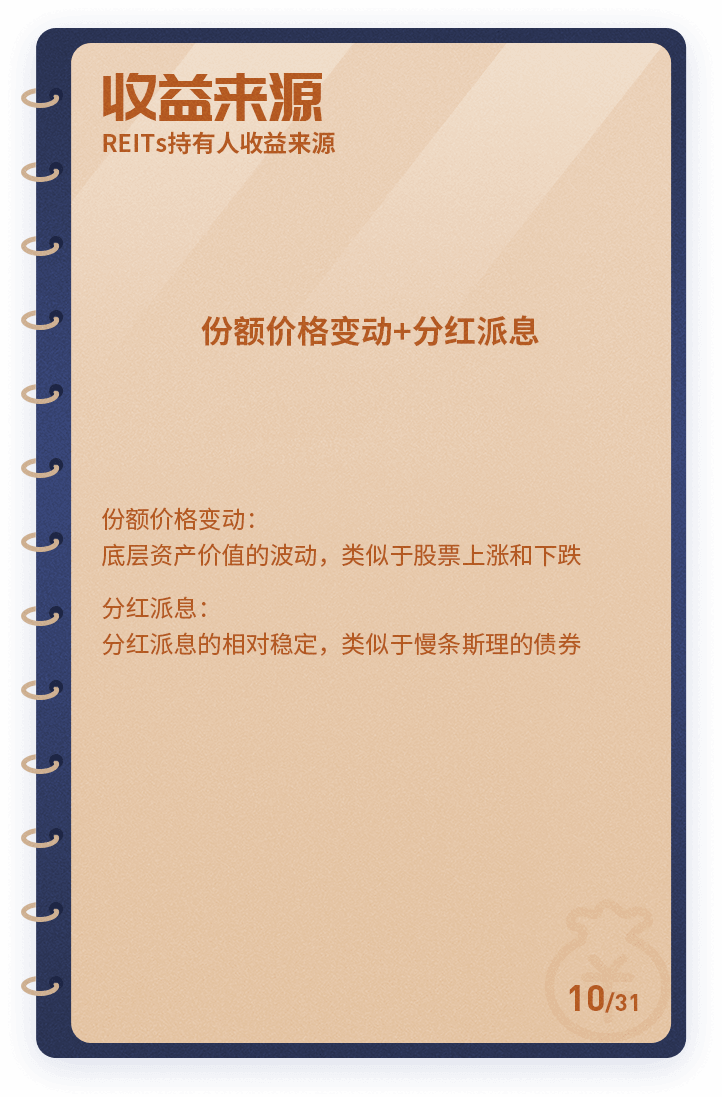 收益来源
REITs持有人收益来源
份额价格变动+分红派息
份额价格变动：
底层资产价值的波动，类似于股票上涨和下跌
分红派息：
分红派息的相对稳定，类似于慢条斯理的债券
10/31